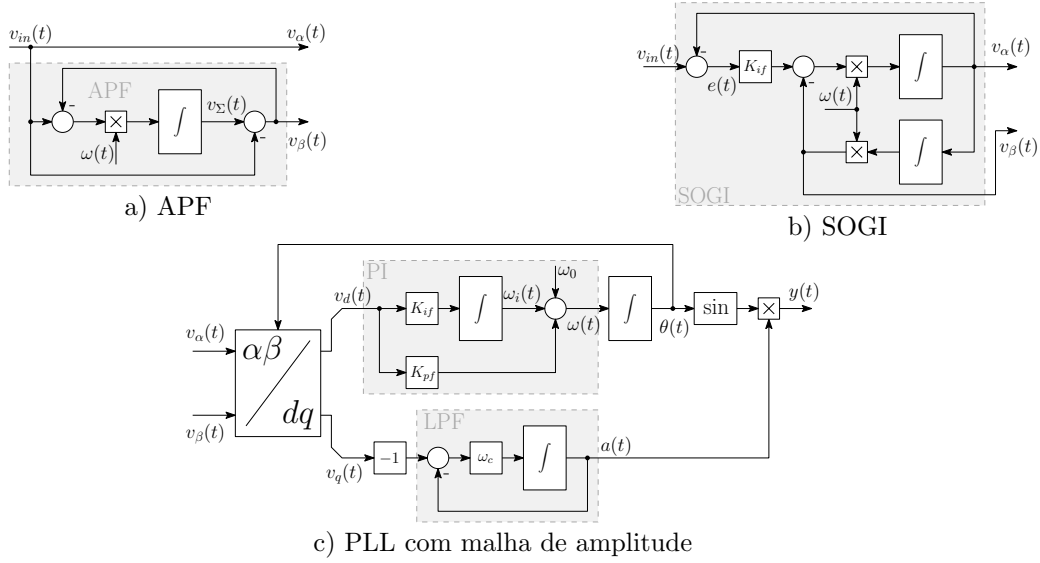 v_in(t)
v_α(t)
APF
-
v_Σ(t)
×
∫
ω(t)
-
v_β(t)
a) APF
-
v_in(t)
e(t)
K_if
-
×
∫
v_α(t)
ω(t)
×
∫
v_β(t)
SOGI
b) SOGI
PI
ω_0
v_d(t)
K_if
∫
ω_i(t)
ω(t)
∫
θ(t)
sin
×
y(t)
v_α(t)
αβ
K_pf
dq
v_β(t)
LPF
v_q(t)
−1
-
ω_c
∫
a(t)
c) PLL com malha de amplitude